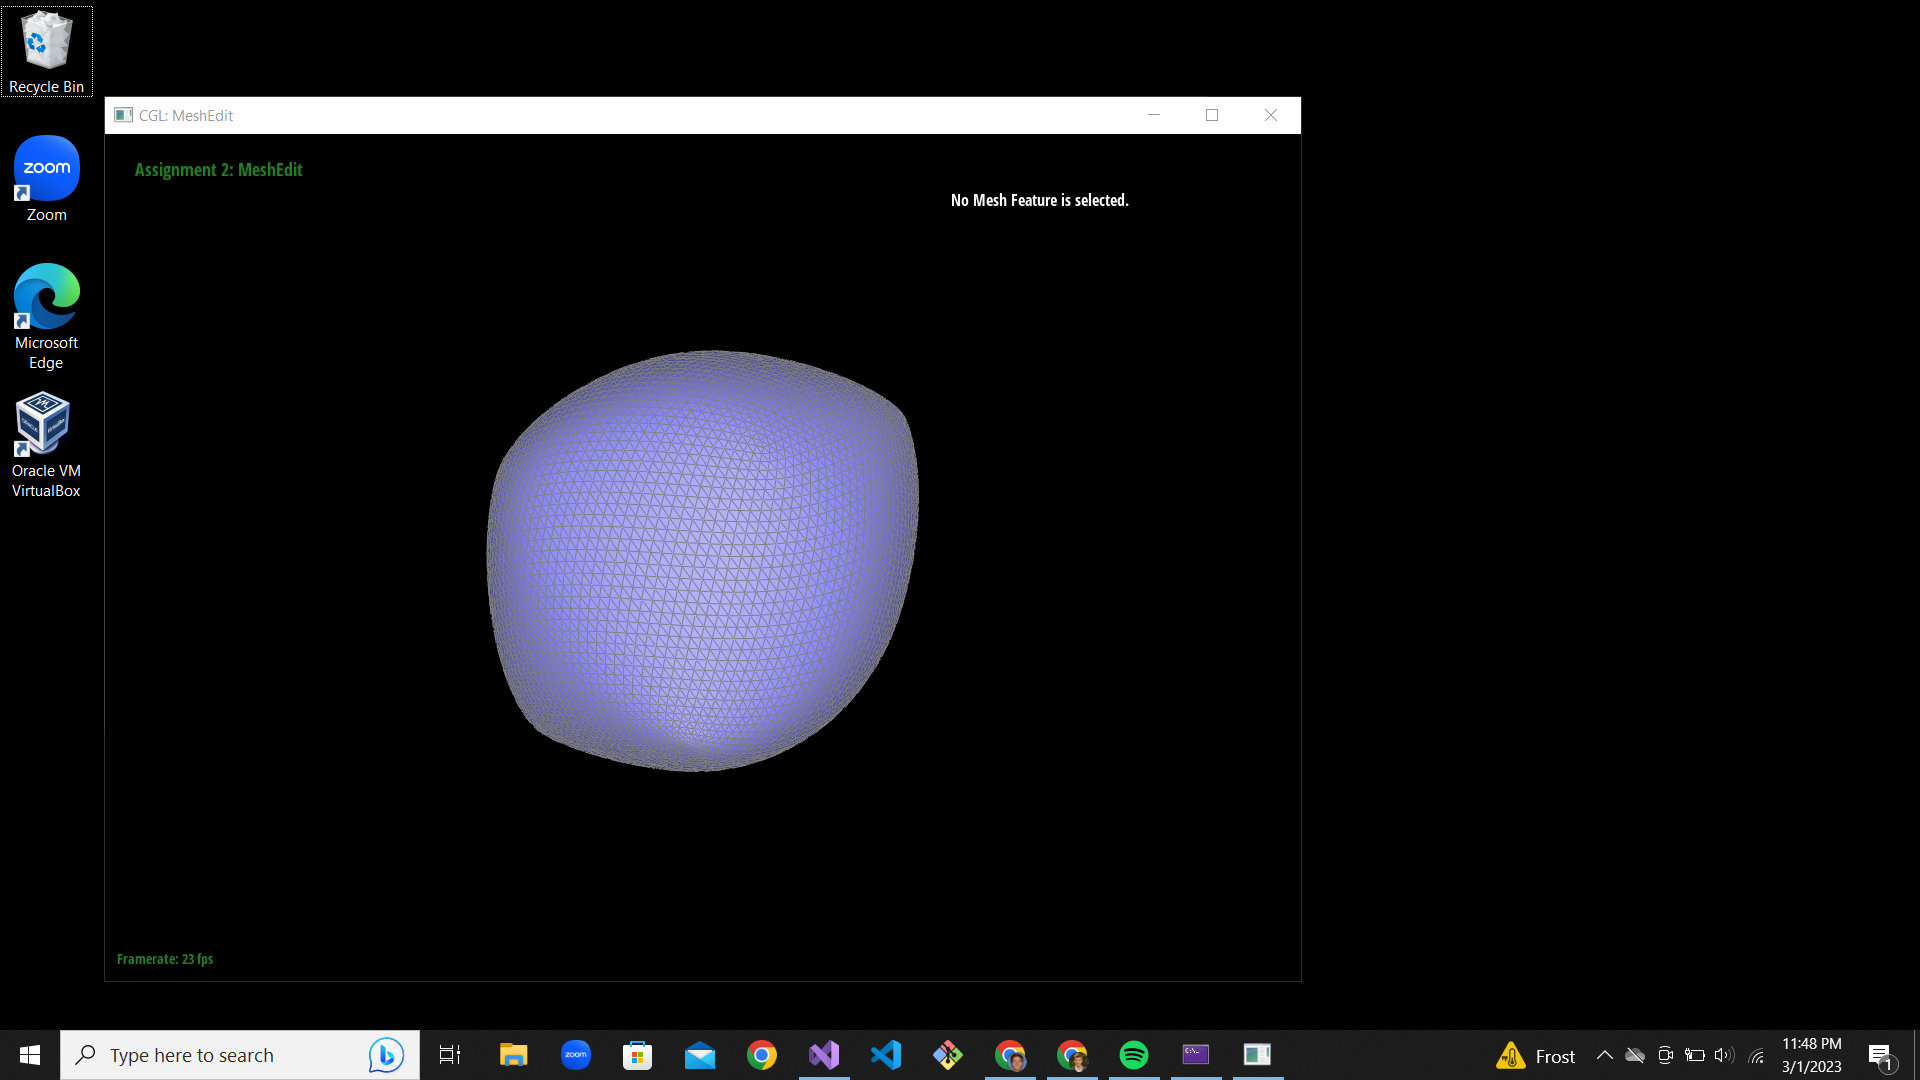 Recycle Bin
zoom
Zoom
Microsoft
Edge
Oracle VM
VirtualBox
CGL: MeshEdit
Assignment 2: MeshEdit
No Mesh Feature is selected.
Framerate: 23 fps
Type here to search
zoom
Frost
11:48 PM
3/1/2023
1